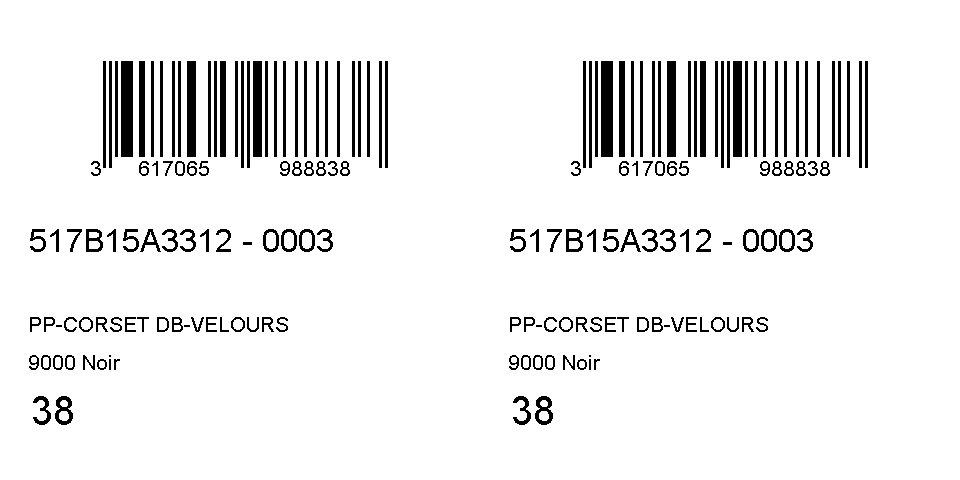 3 617065 988838
517B15A3312 - 0003
PP-CORSET DB-VELOURS
9000 Noir
38
3 617065 988838
517B15A3312 - 0003
PP-CORSET DB-VELOURS
9000 Noir
38